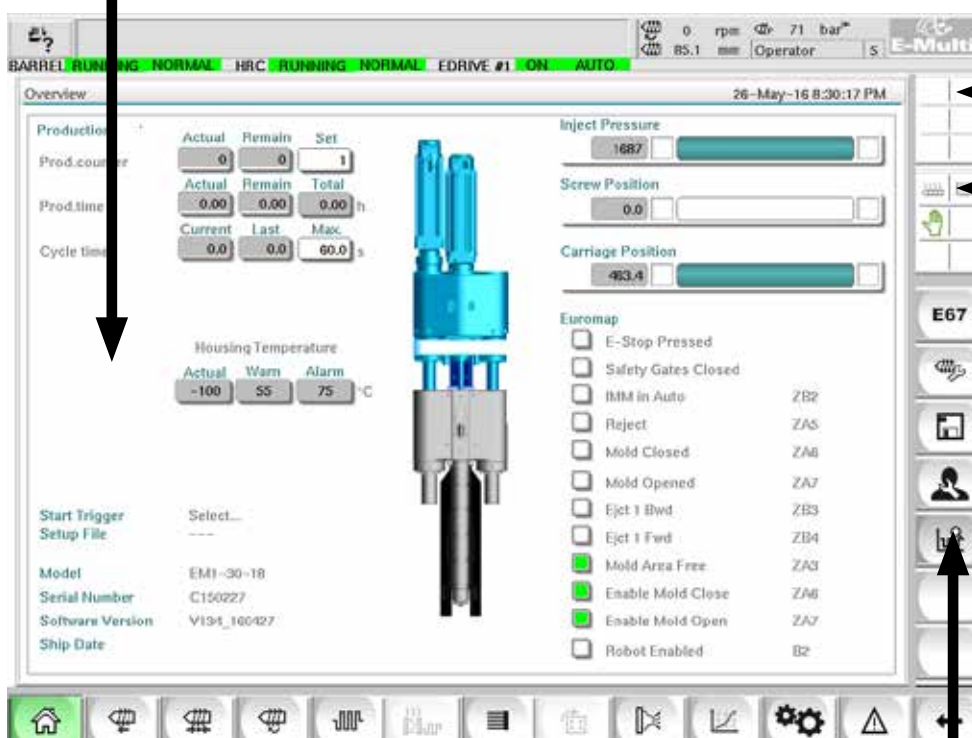 ?
0 rpm 71 bar
85.1 mm Operator S
E-Multi
BARREL RUNNING NORMAL HRC RUNNING NORMAL EDRIVE #1 ON AUTO
Overview 26-May-16 8:30:17 PM
Production
Actual Remain Set
Prod.counter 0 0 1
Actual Remain Total
Prod.time 0.00 0.00 0.00 h
Current Last Max.
Cycle time 0.0 0.0 60.0 s
Housing Temperature
Actual Warn Alarm
-100 55 75 °C
Start Trigger Select...
Setup File ---
Model EM1-30-18
Serial Number C150227
Software Version V134_160427
Ship Date
Inject Pressure
1687
Screw Position
0.0
Carriage Position
463.4
Euromap
E-Stop Pressed
Safety Gates Closed
IMM in Auto ZB2
Reject ZA5
Mold Closed ZA6
Mold Opened ZA7
Ejct 1 Bwd ZB3
Ejct 1 Fwd ZB4
Mold Area Free ZA3
Enable Mold Close ZA6
Enable Mold Open ZA7
Robot Enabled B2
E67